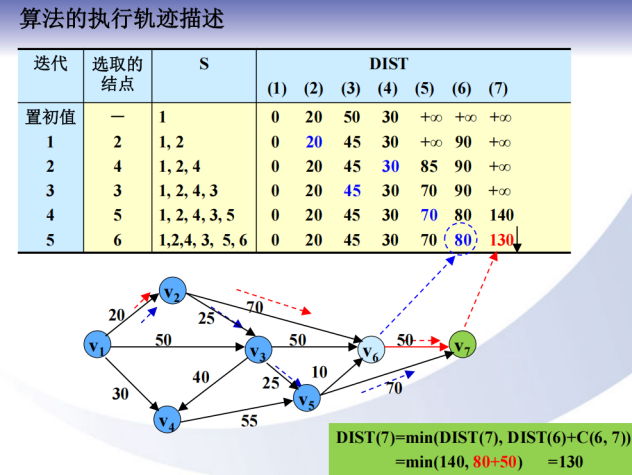 算法的执行轨迹描述
迭代 选取的结点 S DIST
(1) (2) (3) (4) (5) (6) (7)
置初值 — 1 0 20 50 30 +∞ +∞ +∞
1 2 1, 2 0 20 45 30 +∞ 90 +∞
2 4 1, 2, 4 0 20 45 30 85 90 +∞
3 3 1, 2, 4, 3 0 20 45 30 70 90 +∞
4 5 1, 2, 4, 3, 5 0 20 45 30 70 80 140
5 6 1,2,4, 3, 5, 6 0 20 45 30 70 80 130
v2
20
25
70
v1
50
v3
50
v6
50
v7
30
40
25
10
v5
70
v4
55
DIST(7)=min(DIST(7), DIST(6)+C(6, 7))
=min(140, 80+50) =130